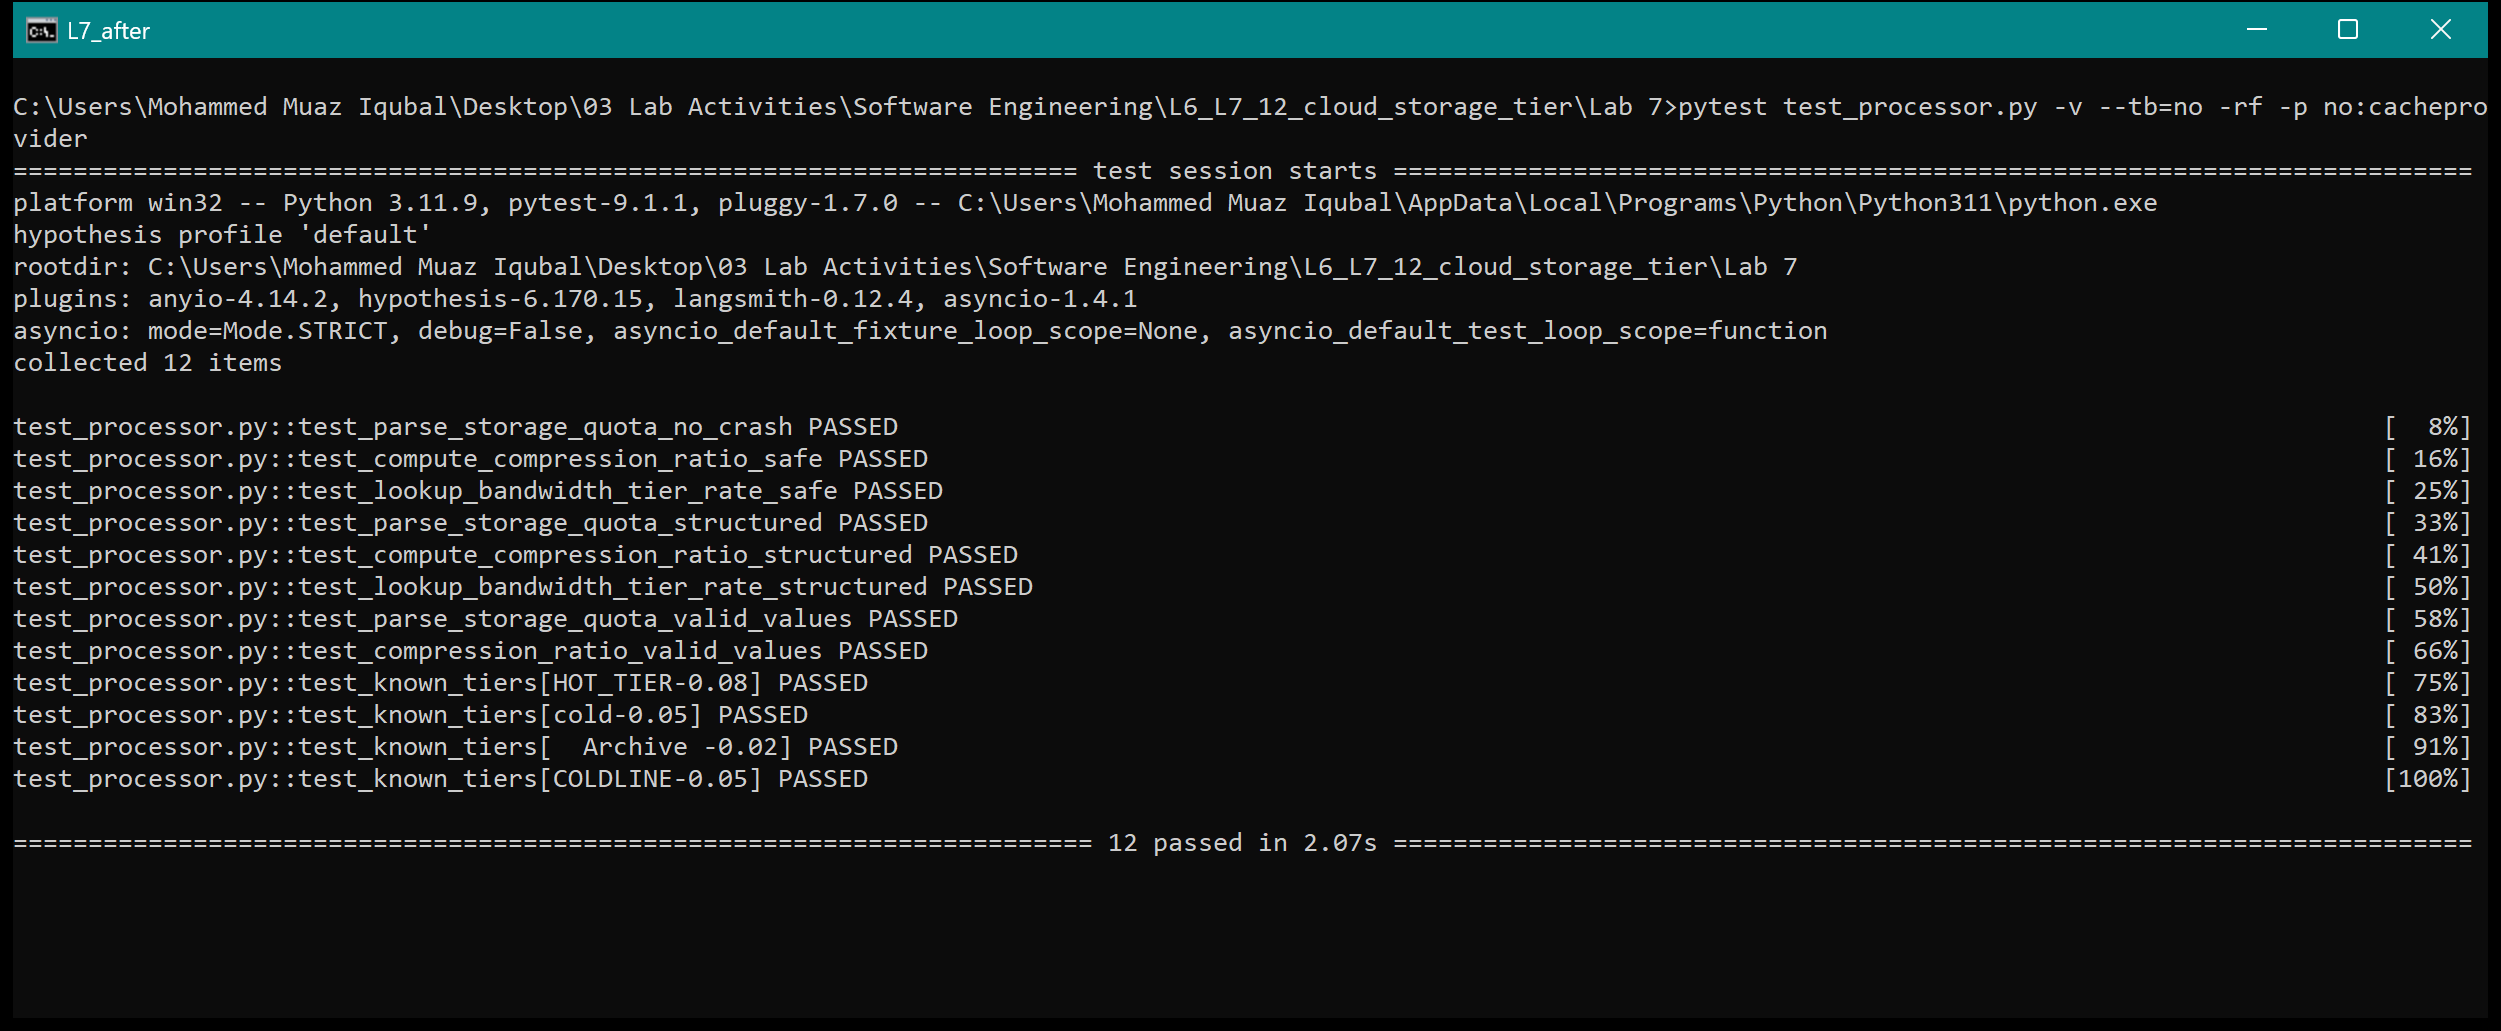 L7_after
C:\Users\Mohammed Muaz Iqubal\Desktop\03 Lab Activities\Software Engineering\L6_L7_12_cloud_storage_tier\Lab 7>pytest test_processor.py -v --tb=no -rf -p no:cachepro
vider
======================================================================= test session starts ========================================================================
platform win32 -- Python 3.11.9, pytest-9.1.1, pluggy-1.7.0 -- C:\Users\Mohammed Muaz Iqubal\AppData\Local\Programs\Python\Python311\python.exe
hypothesis profile 'default'
rootdir: C:\Users\Mohammed Muaz Iqubal\Desktop\03 Lab Activities\Software Engineering\L6_L7_12_cloud_storage_tier\Lab 7
plugins: anyio-4.14.2, hypothesis-6.170.15, langsmith-0.12.4, asyncio-1.4.1
asyncio: mode=Mode.STRICT, debug=False, asyncio_default_fixture_loop_scope=None, asyncio_default_test_loop_scope=function
collected 12 items
test_processor.py::test_parse_storage_quota_no_crash PASSED [  8%]
test_processor.py::test_compute_compression_ratio_safe PASSED [ 16%]
test_processor.py::test_lookup_bandwidth_tier_rate_safe PASSED [ 25%]
test_processor.py::test_parse_storage_quota_structured PASSED [ 33%]
test_processor.py::test_compute_compression_ratio_structured PASSED [ 41%]
test_processor.py::test_lookup_bandwidth_tier_rate_structured PASSED [ 50%]
test_processor.py::test_parse_storage_quota_valid_values PASSED [ 58%]
test_processor.py::test_compression_ratio_valid_values PASSED [ 66%]
test_processor.py::test_known_tiers[HOT_TIER-0.08] PASSED [ 75%]
test_processor.py::test_known_tiers[cold-0.05] PASSED [ 83%]
test_processor.py::test_known_tiers[  Archive -0.02] PASSED [ 91%]
test_processor.py::test_known_tiers[COLDLINE-0.05] PASSED [100%]
======================================================================== 12 passed in 2.07s ========================================================================